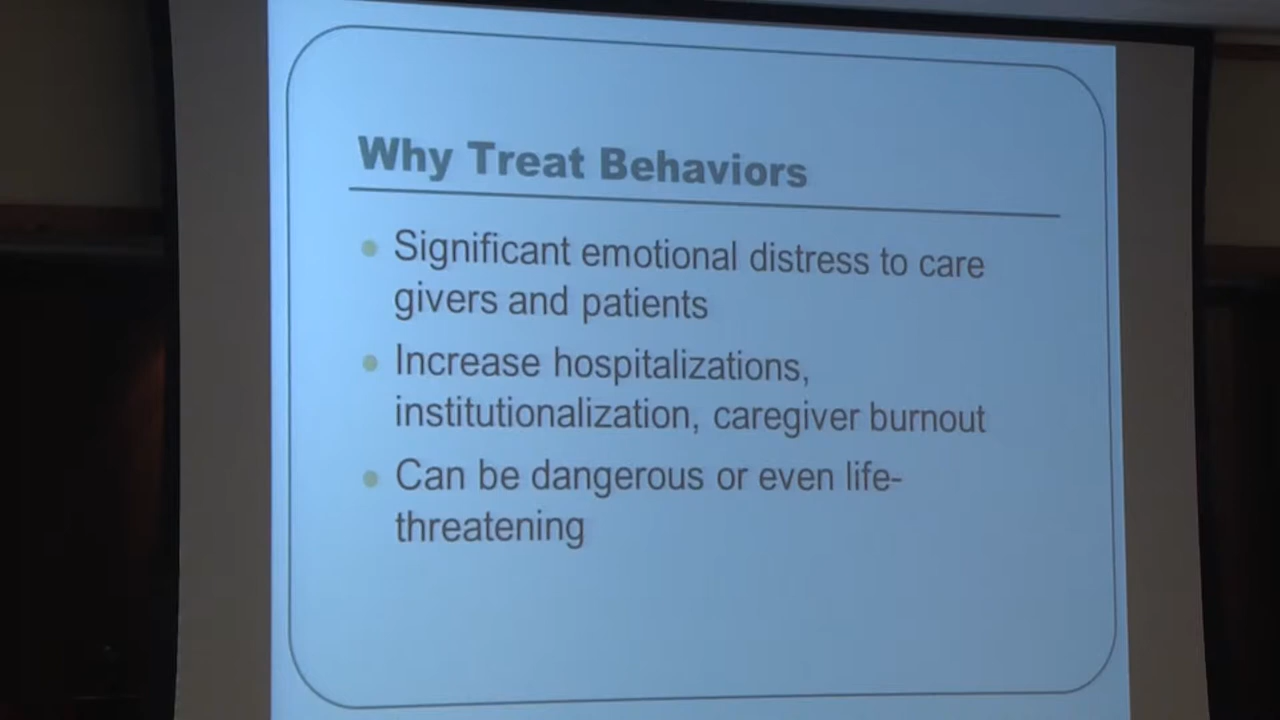 Why Treat Behaviors
Significant emotional distress to care
givers and patients
Increase hospitalizations,
institutionalization, caregiver burnout
Can be dangerous or even life-
threatening